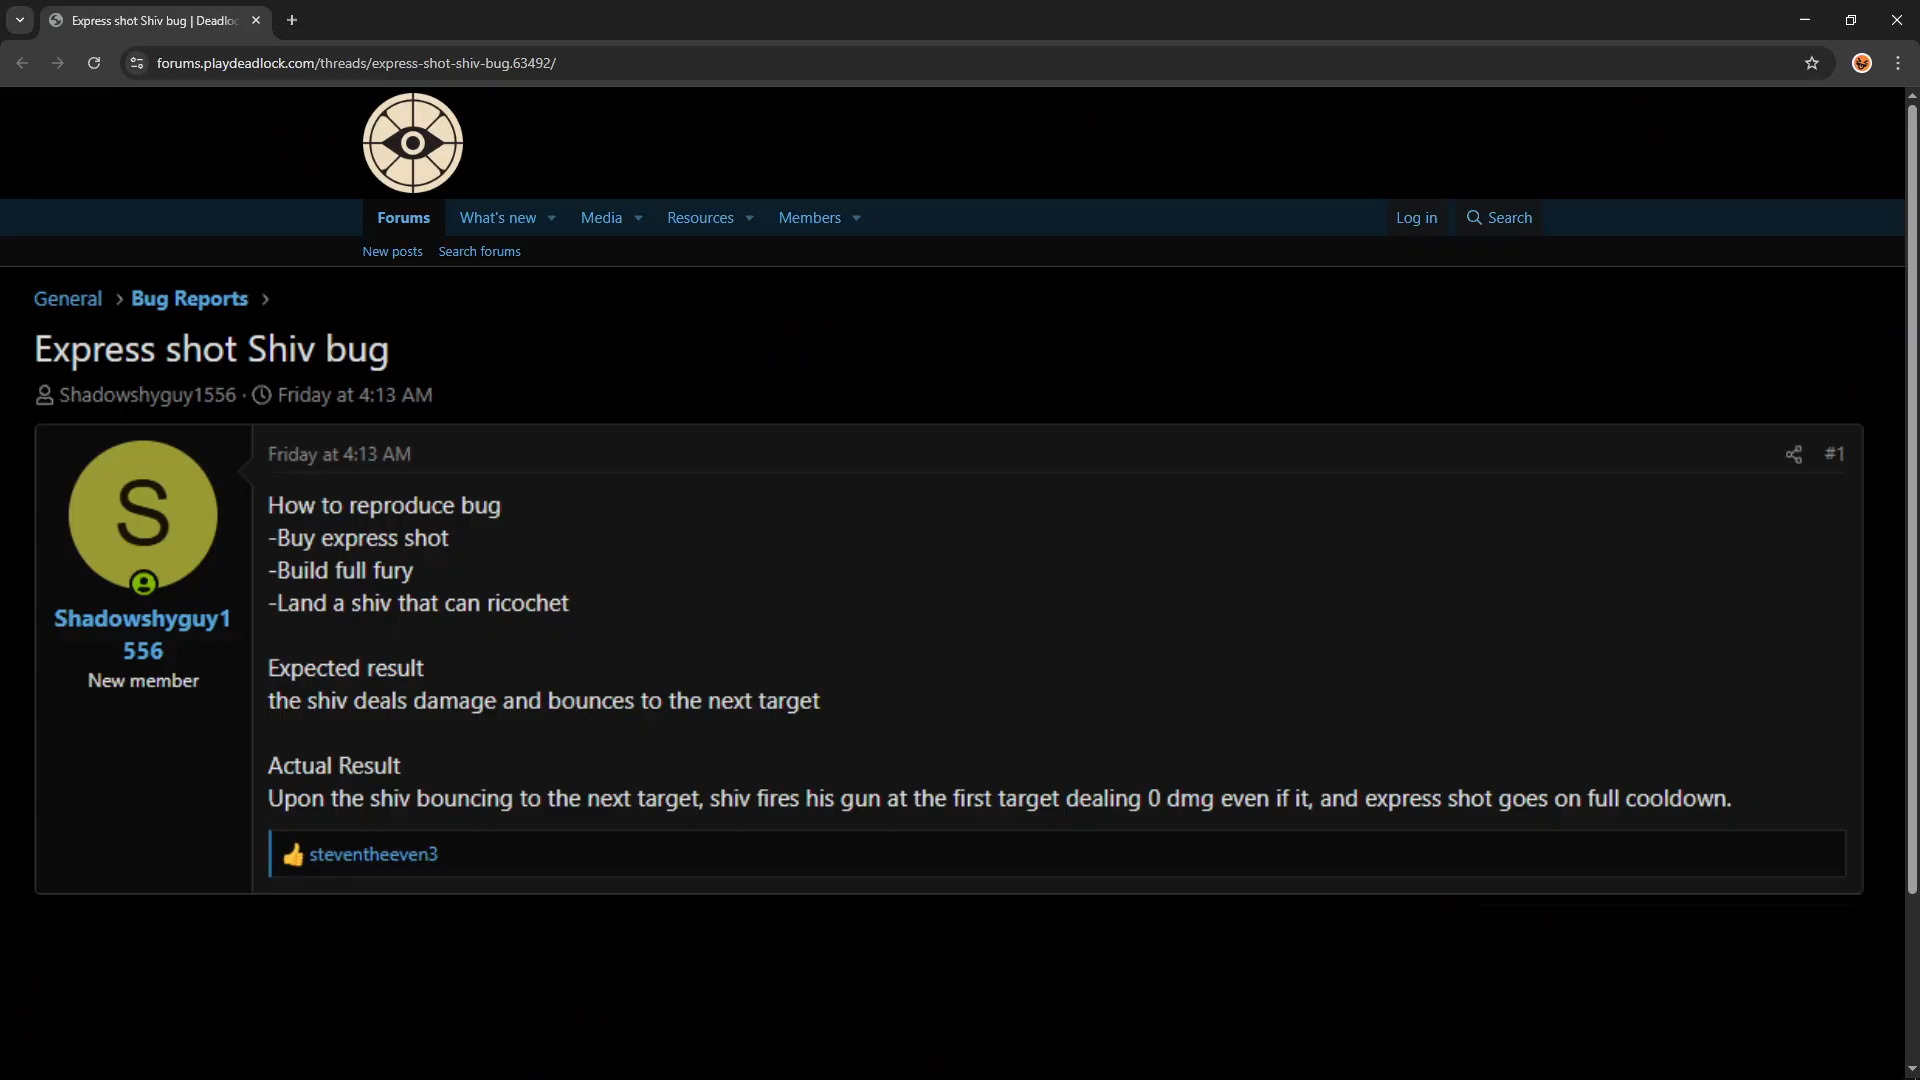 Express shot Shiv bug | Deadlo
forums.playdeadlock.com/threads/express-shot-shiv-bug.63492/
Forums What's new Media Resources Members Log in Search
New posts Search forums
General > Bug Reports >
Express shot Shiv bug
Shadowshyguy1556 · Friday at 4:13 AM
S
Shadowshyguy1
556
New member
Friday at 4:13 AM #1
How to reproduce bug
-Buy express shot
-Build full fury
-Land a shiv that can ricochet
Expected result
the shiv deals damage and bounces to the next target
Actual Result
Upon the shiv bouncing to the next target, shiv fires his gun at the first target dealing 0 dmg even if it, and express shot goes on full cooldown.
steventheeven3